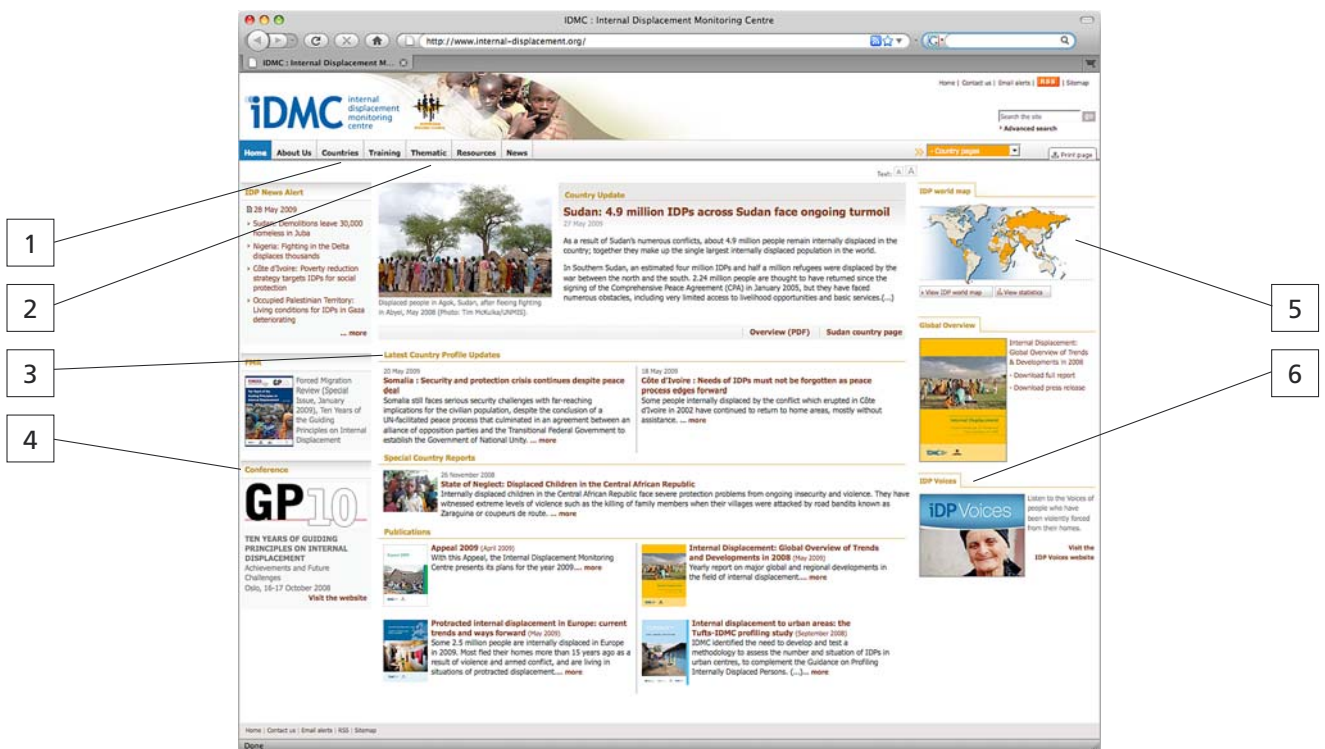 IDMC : Internal Displacement Monitoring Centre
http://www.internal-displacement.org/
IDMC : Internal Displacement M...
Home | Contact us | Email alerts | RSS | Sitemap
iDMC
internal
displacement
monitoring
centre
Search the site
Advanced search
Home About Us Countries Training Thematic Resources News
- Country pages
Print page
Text: A A
1
2
3
4
5
6
IDP News Alert
28 May 2009
Sudan: Demolitions leave 30,000
homeless in Juba
Nigeria: Fighting in the Delta
displaces thousands
Côte d'Ivoire: Poverty reduction
strategy targets IDPs for social
protection
Occupied Palestinian Territory:
Living conditions for IDPs in Gaza
deteriorating
... more
FMR
Forced Migration
Review (Special
Issue, January
2009), Ten Years of
the Guiding
Principles on Internal
Displacement
Conference
GP10
TEN YEARS OF GUIDING
PRINCIPLES ON INTERNAL
DISPLACEMENT
Achievements and Future
Challenges
Oslo, 16-17 October 2008
Visit the website
Displaced people in Agok, Sudan, after fleeing fighting
in Abyei, May 2008 (Photo: Tim McKulka/UNMIS)
Country Update
Sudan: 4.9 million IDPs across Sudan face ongoing turmoil
27 May 2009
As a result of Sudan's numerous conflicts, about 4.9 million people remain internally displaced in the
country; together they make up the single largest internally displaced population in the world.
In Southern Sudan, an estimated four million IDPs and half a million refugees were displaced by the
war between the north and the south. 2.24 million people are thought to have returned since the
signing of the Comprehensive Peace Agreement (CPA) in January 2005, but they have faced
numerous obstacles, including very limited access to livelihood opportunities and basic services.(...)
Overview (PDF) Sudan country page
Latest Country Profile Updates
20 May 2009
Somalia : Security and protection crisis continues despite peace
deal
Somalia still faces serious security challenges with far-reaching
implications for the civilian population, despite the conclusion of a
UN-facilitated peace process that culminated in an agreement between an
alliance of opposition parties and the Transitional Federal Government to
establish the Government of National Unity. ... more
18 May 2009
Côte d'Ivoire : Needs of IDPs must not be forgotten as peace
process edges forward
Some people internally displaced by the conflict which erupted in Côte
d'Ivoire in 2002 have continued to return to home areas, mostly without
assistance. ... more
Special Country Reports
26 November 2008
State of Neglect: Displaced Children in the Central African Republic
Internally displaced children in the Central African Republic face severe protection problems from ongoing insecurity and violence. They have
witnessed extreme levels of violence such as the killing of family members when their villages were attacked by road bandits known as
Zaraguina or coupeurs de route. ... more
Publications
Appeal 2009 (April 2009)
With this Appeal, the Internal Displacement Monitoring
Centre presents its plans for the year 2009.... more
Internal Displacement: Global Overview of Trends
and Developments in 2008 (May 2009)
Yearly report on major global and regional developments in
the field of internal displacement.... more
Protracted internal displacement in Europe: current
trends and ways forward (May 2009)
Some 2.5 million people are internally displaced in Europe
in 2009. Most fled their homes more than 15 years ago as a
result of violence and armed conflict, and are living in
situations of protracted displacement.... more
Internal displacement to urban areas: the
Tufts-IDMC profiling study (September 2008)
IDMC identified the need to develop and test a
methodology to assess the number and situation of IDPs in
urban centres, to complement the Guidance on Profiling
Internally Displaced Persons. (...)... more
IDP world map
View IDP world map View statistics
Global Overview
Internal Displacement:
Global Overview of Trends
& Developments in 2008
- Download full report
- Download press release
IDP Voices
iDP Voices
Listen to the Voices of
people who have
been violently forced
from their homes.
Visit the
IDP Voices website
Home | Contact us | Email alerts | RSS | Sitemap
Done